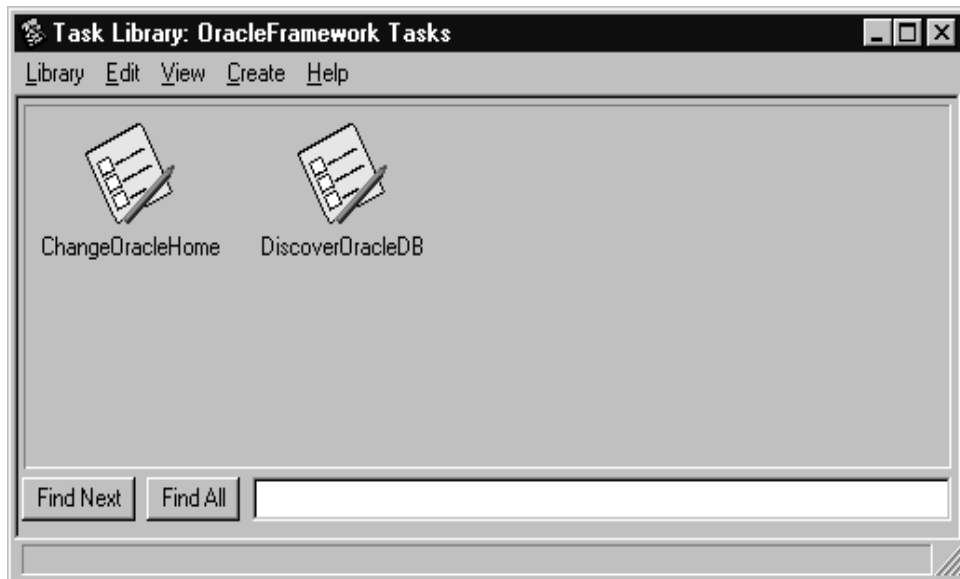 Task Library: OracleFramework Tasks
Library Edit View Create Help
ChangeOracleHome DiscoverOracleDB
Find Next Find All